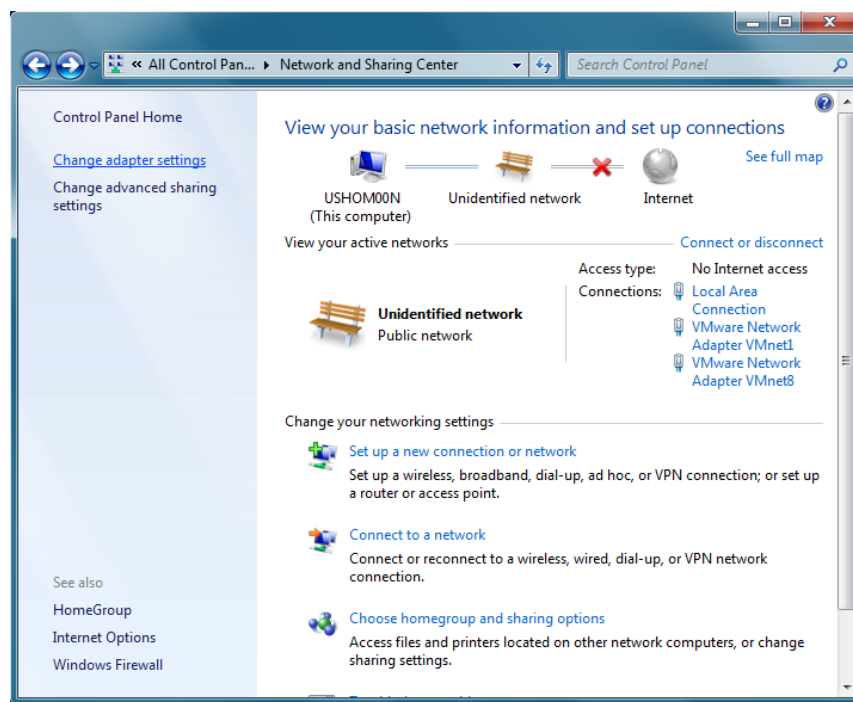 « All Control Pan... ▸ Network and Sharing Center
Search Control Panel
Control Panel Home
Change adapter settings
Change advanced sharing
settings
View your basic network information and set up connections
See full map
USHOM00N
(This computer)
Unidentified network
Internet
View your active networks
Connect or disconnect
Unidentified network
Public network
Access type: No Internet access
Connections: Local Area
Connection
VMware Network
Adapter VMnet1
VMware Network
Adapter VMnet8
Change your networking settings
Set up a new connection or network
Set up a wireless, broadband, dial-up, ad hoc, or VPN connection; or set up
a router or access point.
Connect to a network
Connect or reconnect to a wireless, wired, dial-up, or VPN network
connection.
Choose homegroup and sharing options
Access files and printers located on other network computers, or change
sharing settings.
See also
HomeGroup
Internet Options
Windows Firewall